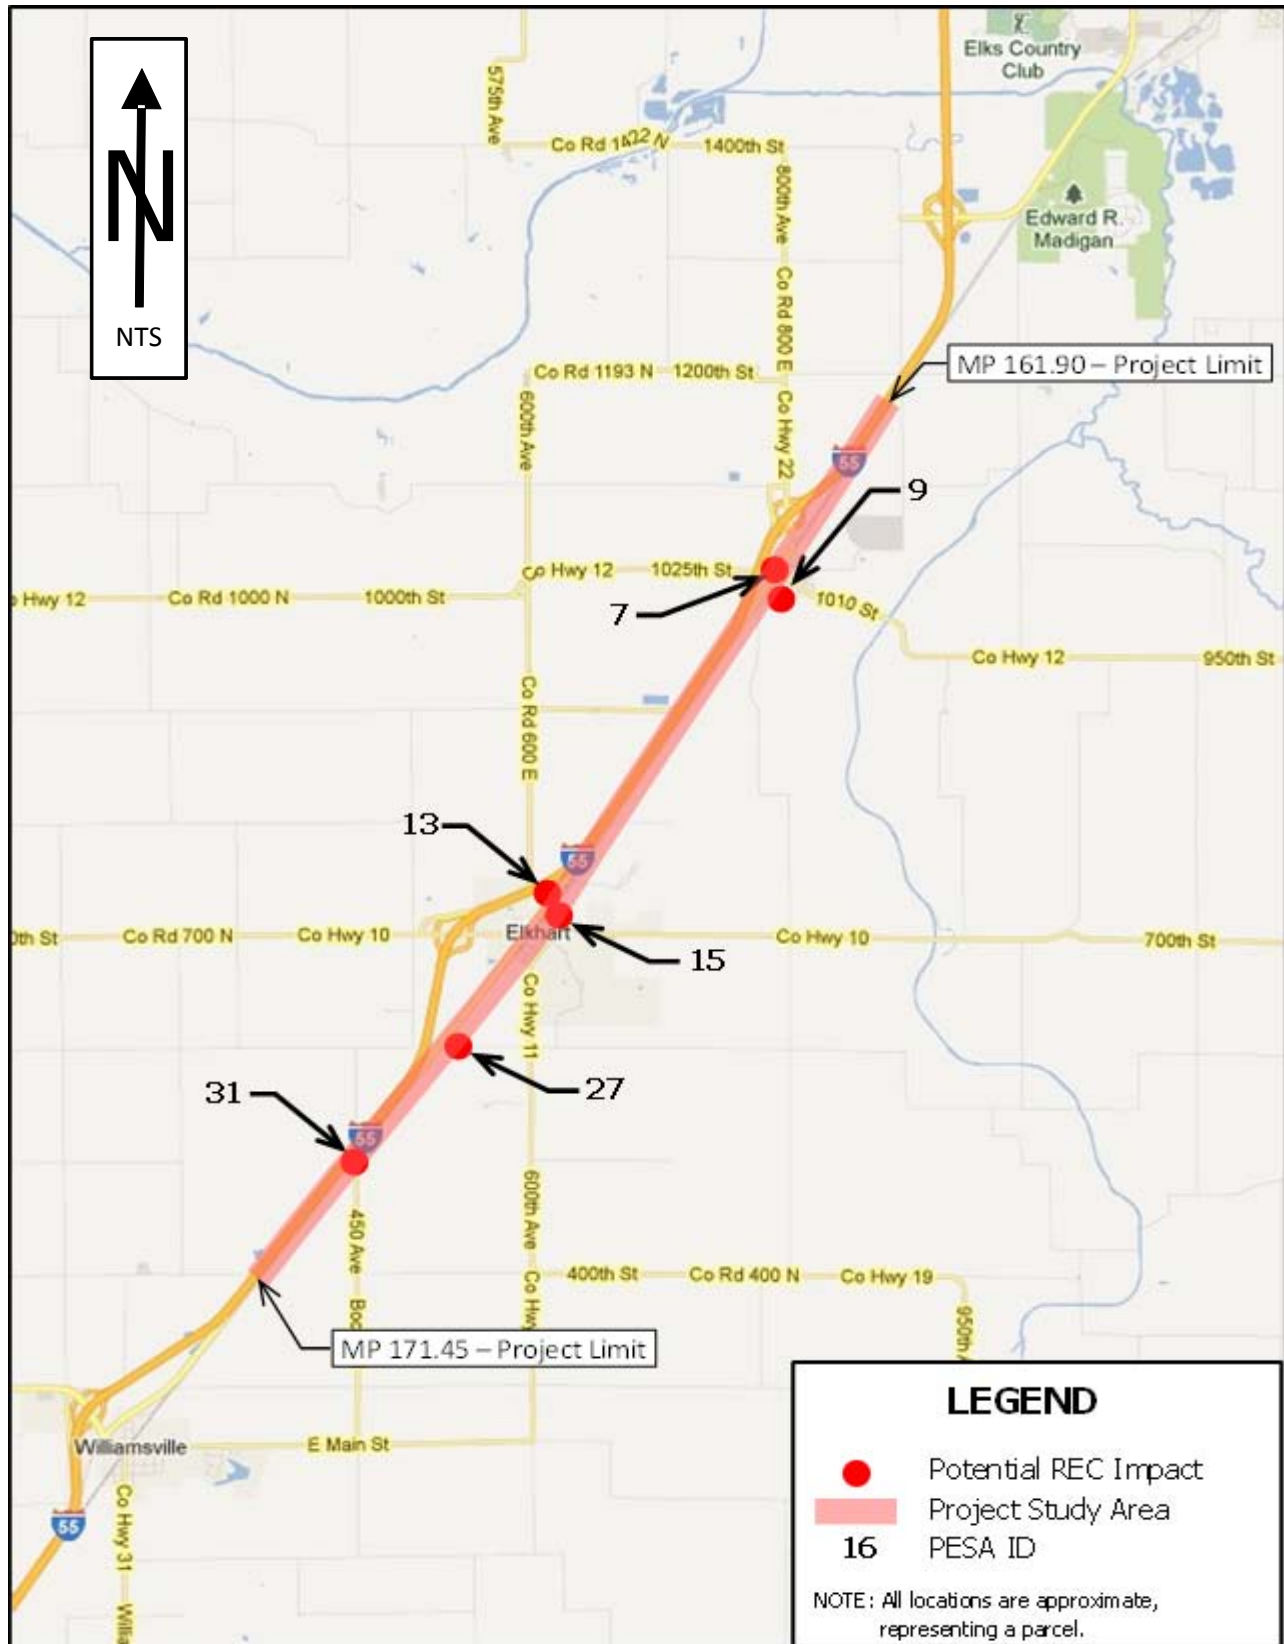 Elks Country
Club
575th Ave
Co Rd 1422 N
1400th St
N
NTS
800th Ave
Co Rd 800 E
Co Hwy 22
Edward R.
Madigan
MP 161.90 – Project Limit
Co Rd 1193 N
1200th St
600th Ave
55
9
Co Hwy 12
1025th St
Hwy 12
Co Rd 1000 N
1000th St
7
1010 St
Co Hwy 12
950th St
Co Rd 600 E
13
55
0th St
Co Rd 700 N
Co Hwy 10
Elkhart
Co Hwy 10
700th St
15
Co Hwy 11
27
31
55
600th Ave
Co Hwy
450 Ave
400th St
Co Rd 400 N
Co Hwy 19
950th
MP 171.45 – Project Limit
Williamsville
E Main St
55
Co Hwy 31
LEGEND
Potential REC Impact
Project Study Area
16 PESA ID
NOTE: All locations are approximate,
representing a parcel.